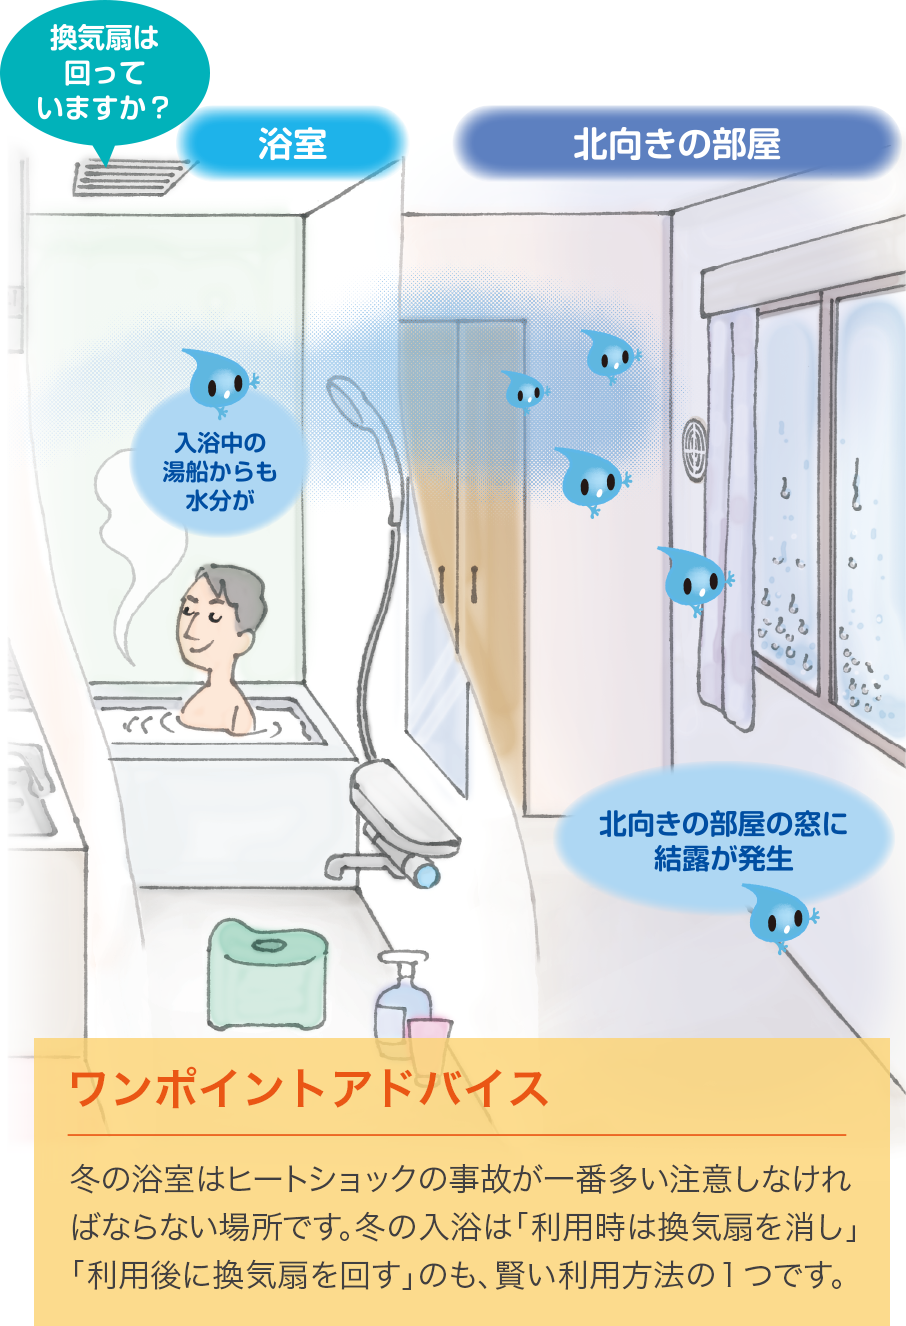 換気扇は
回って
いますか？
浴室
北向きの部屋
入浴中の
湯船からも
水分が
北向きの部屋の窓に
結露が発生
ワンポイントアドバイス
冬の浴室はヒートショックの事故が一番多い注意しなけれ
ばならない場所です。冬の入浴は「利用時は換気扇を消し」
「利用後に換気扇を回す」のも、賢い利用方法の1つです。